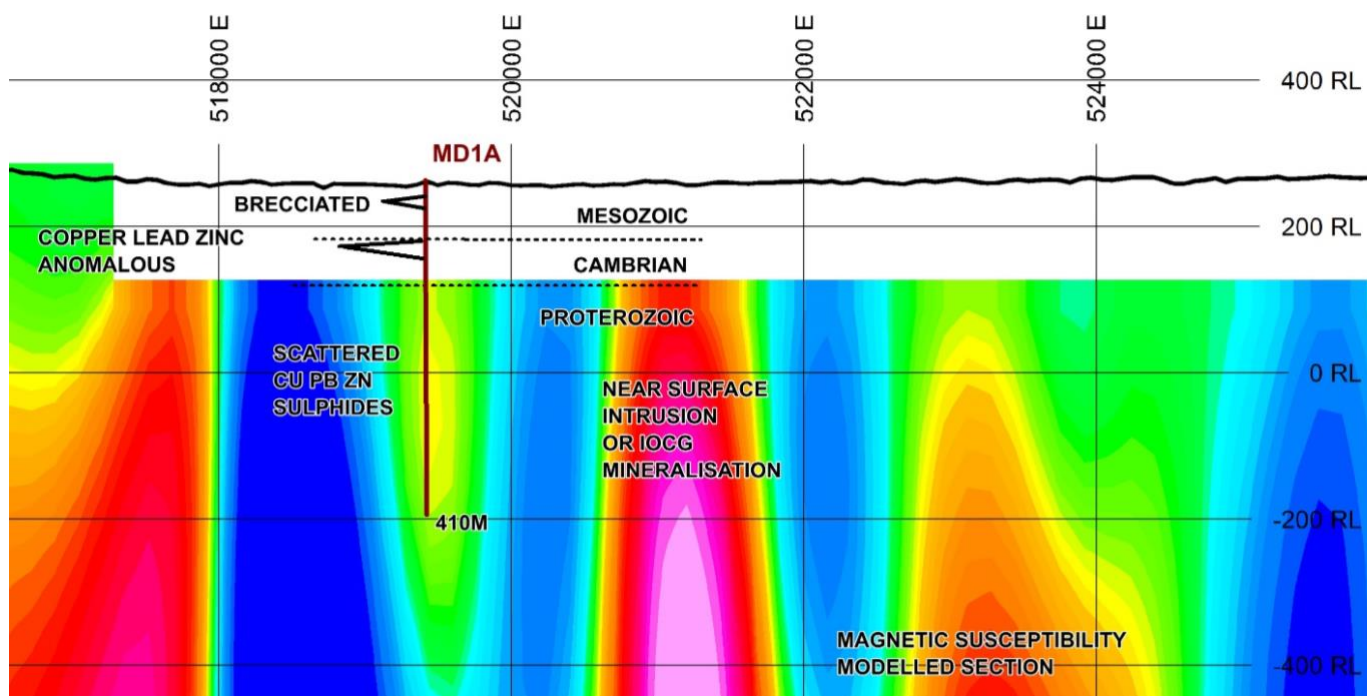 518000 E
520000 E
522000 E
524000 E
400 RL
MD1A
BRECCIATED
MESOZOIC
200 RL
COPPER LEAD ZINC
ANOMALOUS
CAMBRIAN
PROTEROZOIC
SCATTERED
CU PB ZN
SULPHIDES
0 RL
NEAR SURFACE
INTRUSION
OR IOCG
MINERALISATION
410M
-200 RL
MAGNETIC SUSCEPTIBILITY
MODELLED SECTION
-400 RL